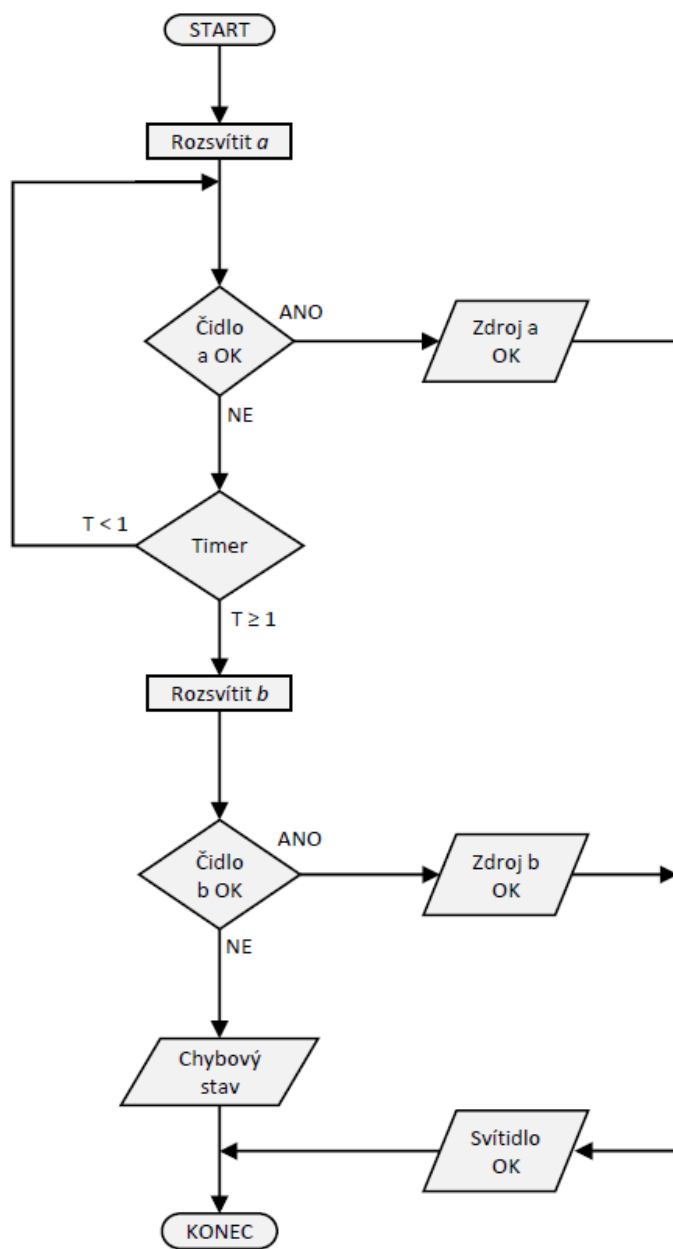 START
Rozsvítit a
Čidlo
a OK
ANO
Zdroj a
OK
NE
T < 1
Timer
T ≥ 1
Rozsvítit b
Čidlo
b OK
ANO
Zdroj b
OK
NE
Chybový
stav
Svítidlo
OK
KONEC